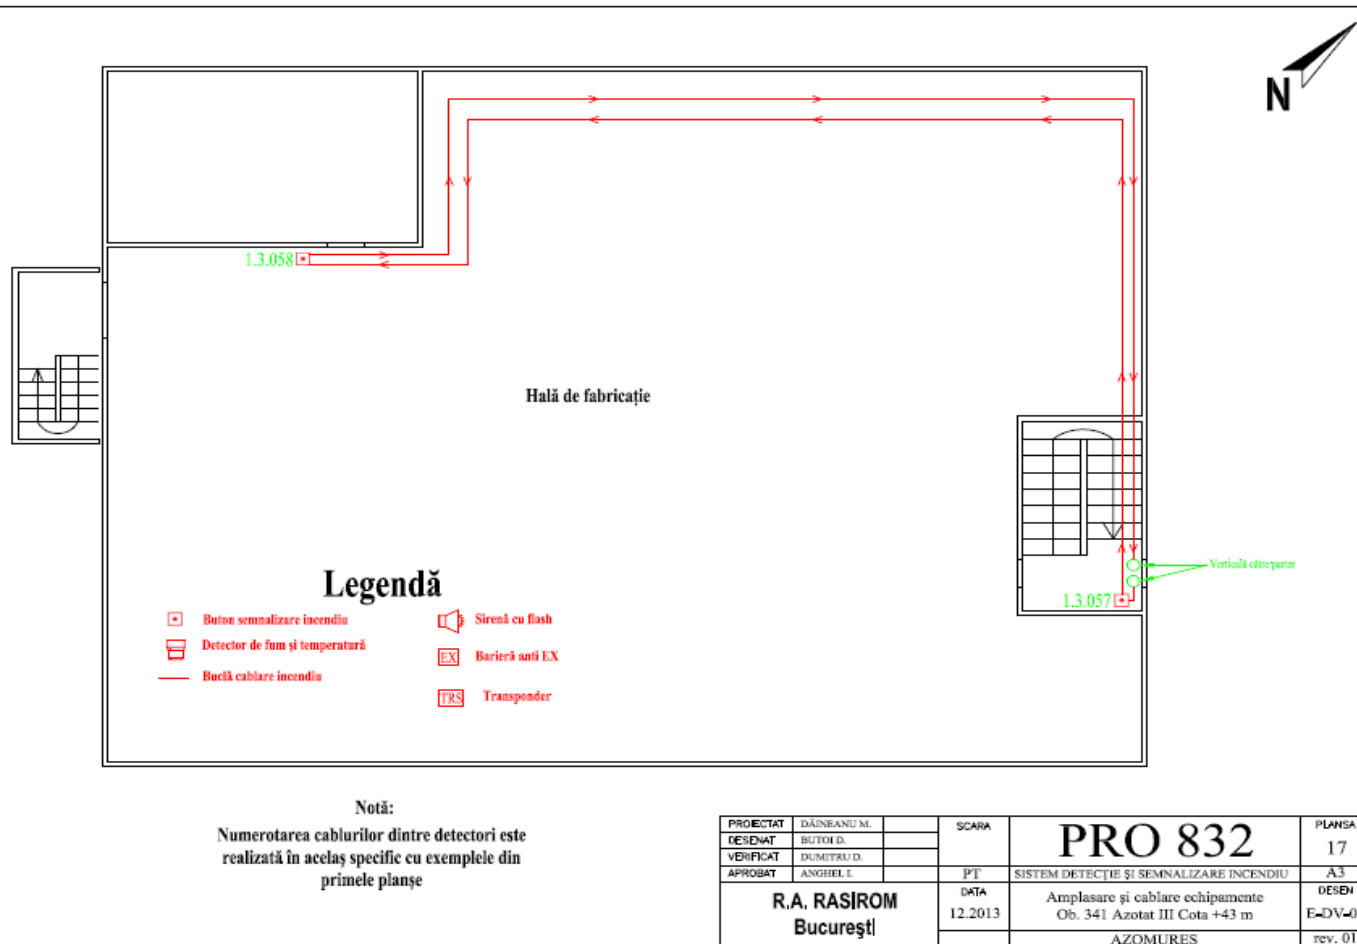 N
1.3.058
Hală de fabricație
Verticală către parter
1.3.057
Legendă
Buton semnalizare incendiu
Detector de fum și temperatură
Buclă cablare incendiu
Sirenă cu flash
EX Barieră anti EX
TRS Transponder
Notă:
Numerotarea cablurilor dintre detectori este
realizată în acelaș specific cu exemplele din
primele planșe
PROIECTAT DĂINEANU M.
DESENAT BUTOI D.
VERIFICAT DUMITRU D.
APROBAT ANGHEL I.
SCARA
PT
PRO 832
SISTEM DETECȚIE ȘI SEMNALIZARE INCENDIU
PLANSA
17
A3
R.A. RASIROM
București
DATA
12.2013
Amplasare și cablare echipamente
Ob. 341 Azotat III Cota +43 m
AZOMURES
DESEN
E-DV-0
rev. 01